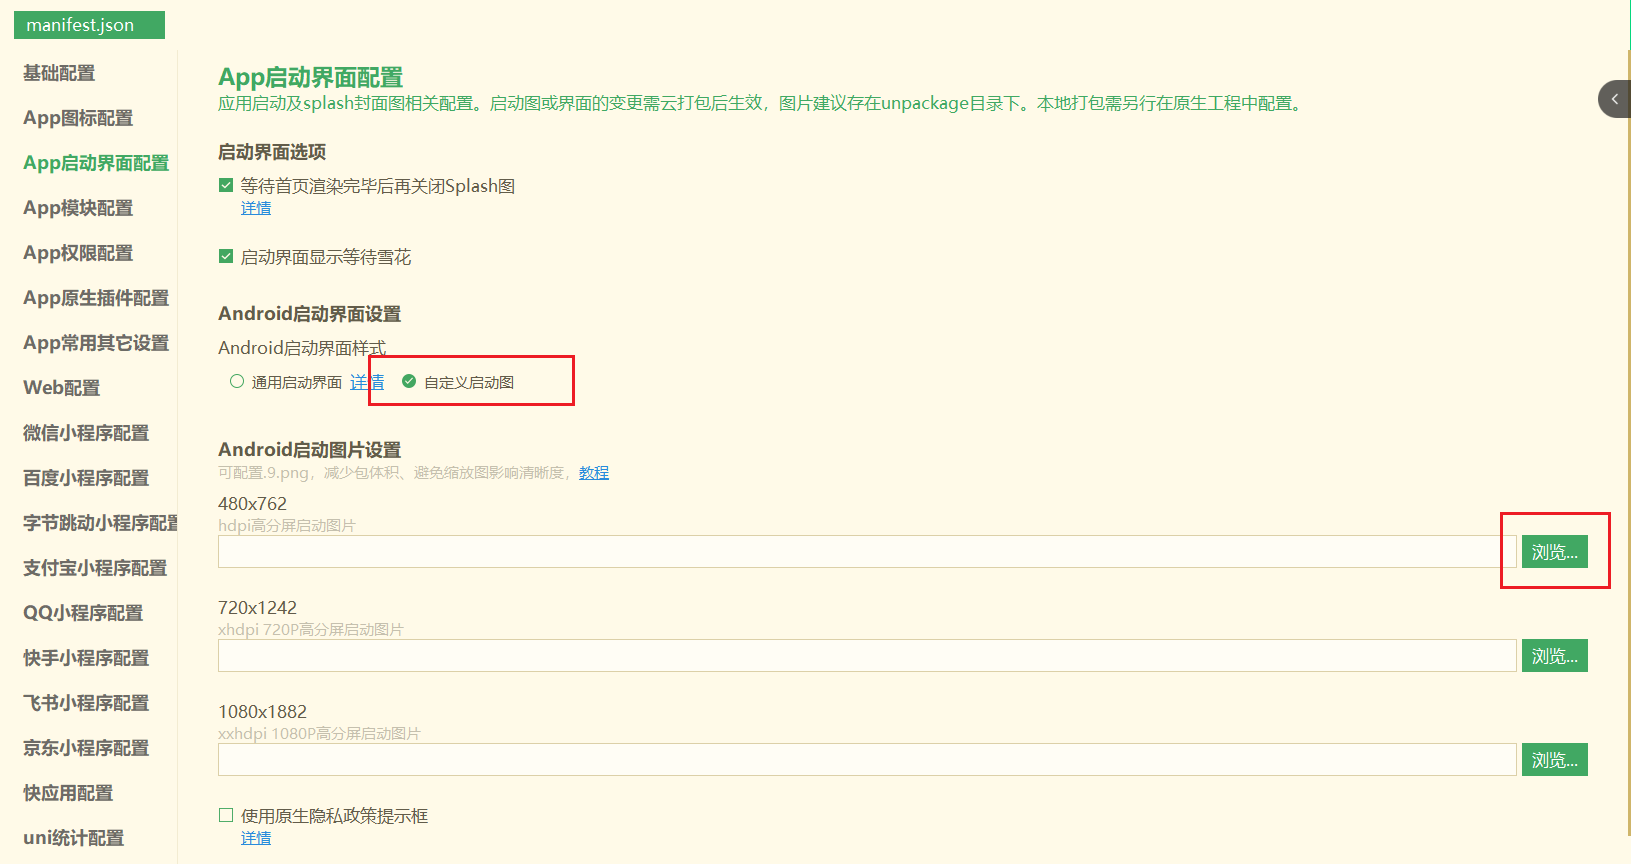 manifest.json
基础配置
App图标配置
App启动界面配置
App模块配置
App权限配置
App原生插件配置
App常用其它设置
Web配置
微信小程序配置
百度小程序配置
字节跳动小程序配置
支付宝小程序配置
QQ小程序配置
快手小程序配置
飞书小程序配置
京东小程序配置
快应用配置
uni统计配置
App启动界面配置
应用启动及splash封面图相关配置。启动图或界面的变更需云打包后生效，图片建议存在unpackage目录下。本地打包需另行在原生工程中配置。
启动界面选项
等待首页渲染完毕后再关闭Splash图
详情
启动界面显示等待雪花
Android启动界面设置
Android启动界面样式
通用启动界面 详情 自定义启动图
Android启动图片设置
可配置.9.png，减少包体积、避免缩放图影响清晰度，教程
480x762
hdpi高分屏启动图片
浏览...
720x1242
xhdpi 720P高分屏启动图片
浏览...
1080x1882
xxhdpi 1080P高分屏启动图片
浏览...
使用原生隐私政策提示框
详情